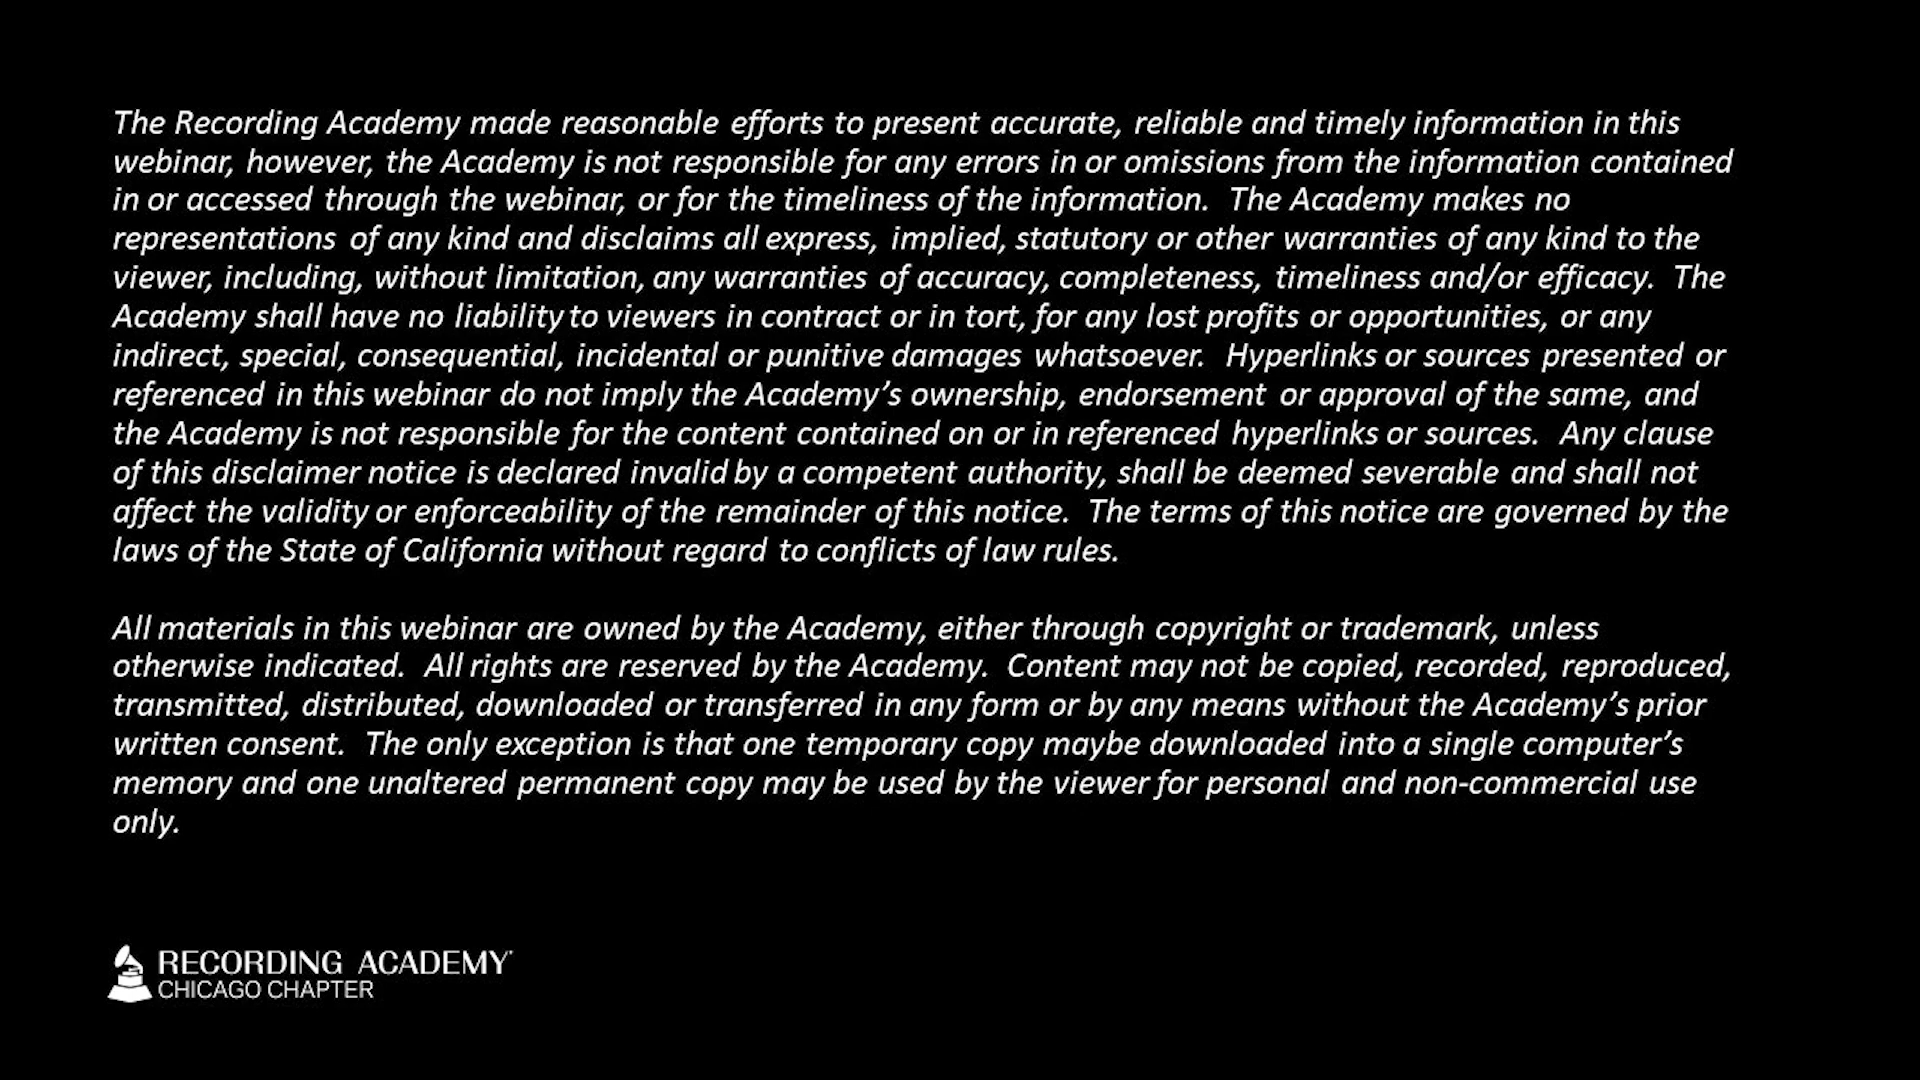 The Recording Academy made reasonable efforts to present accurate, reliable and timely information in this
webinar, however, the Academy is not responsible for any errors in or omissions from the information contained
in or accessed through the webinar, or for the timeliness of the information.  The Academy makes no
representations of any kind and disclaims all express, implied, statutory or other warranties of any kind to the
viewer, including, without limitation, any warranties of accuracy, completeness, timeliness and/or efficacy.  The
Academy shall have no liability to viewers in contract or in tort, for any lost profits or opportunities, or any
indirect, special, consequential, incidental or punitive damages whatsoever.  Hyperlinks or sources presented or
referenced in this webinar do not imply the Academy’s ownership, endorsement or approval of the same, and
the Academy is not responsible for the content contained on or in referenced hyperlinks or sources.  Any clause
of this disclaimer notice is declared invalid by a competent authority, shall be deemed severable and shall not
affect the validity or enforceability of the remainder of this notice.  The terms of this notice are governed by the
laws of the State of California without regard to conflicts of law rules.
All materials in this webinar are owned by the Academy, either through copyright or trademark, unless
otherwise indicated.  All rights are reserved by the Academy.  Content may not be copied, recorded, reproduced,
transmitted, distributed, downloaded or transferred in any form or by any means without the Academy’s prior
written consent.  The only exception is that one temporary copy maybe downloaded into a single computer’s
memory and one unaltered permanent copy may be used by the viewer for personal and non-commercial use
only.
RECORDING ACADEMY
CHICAGO CHAPTER